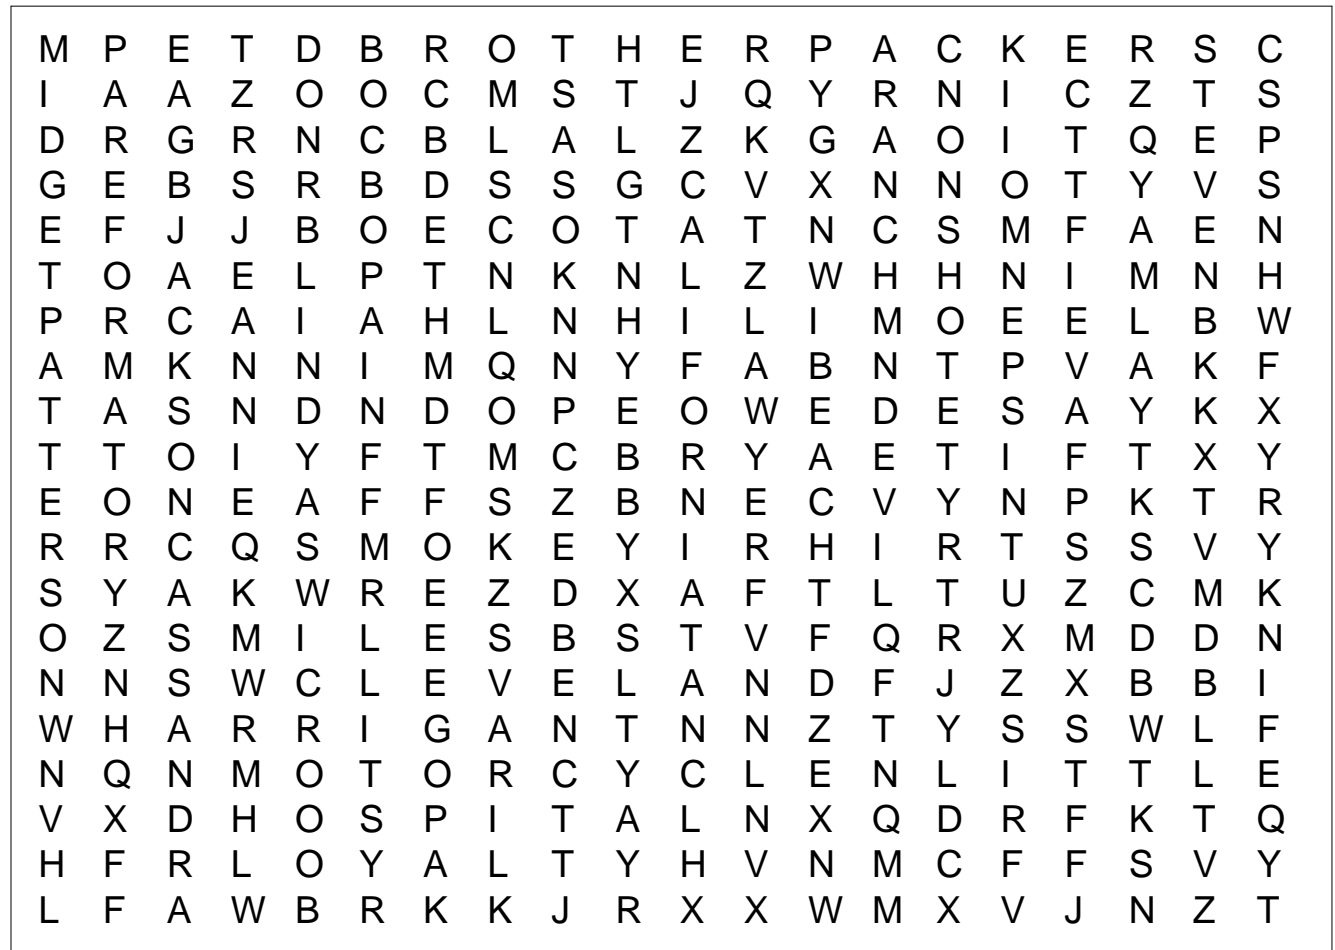 M P E T D B R O T H E R P A C K E R S C
I A A Z O O C M S T J Q Y R N I C Z T S
D R G R N C B L A L Z K G A O I T Q E P
G E B S R B D S S G C V X N N O T Y V S
E F J J B O E C O T A T N C S M F A E N
T O A E L P T N K N L Z W H H N I M N H
P R C A I A H L N H I L I M O E E L B W
A M K N N I M Q N Y F A B N T P V A K F
T A S N D N D O P E O W E D E S A Y K X
T T O I Y F T M C B R Y A E T I F T X Y
E O N E A F F S Z B N E C V Y N P K T R
R R C Q S M O K E Y I R H I R T S S V Y
S Y A K W R E Z D X A F T L T U Z C M K
O Z S M I L E S B S T V F Q R X M D D N
N N S W C L E V E L A N D F J Z X B B I
W H A R R I G A N T N N Z T Y S S W L F
N Q N M O T O R C Y C L E N L I T T L E
V X D H O S P I T A L N X Q D R F K T Q
H F R L O Y A L T Y H V N M C F F S V Y
L F A W B R K K J R X X W M X V J N Z T